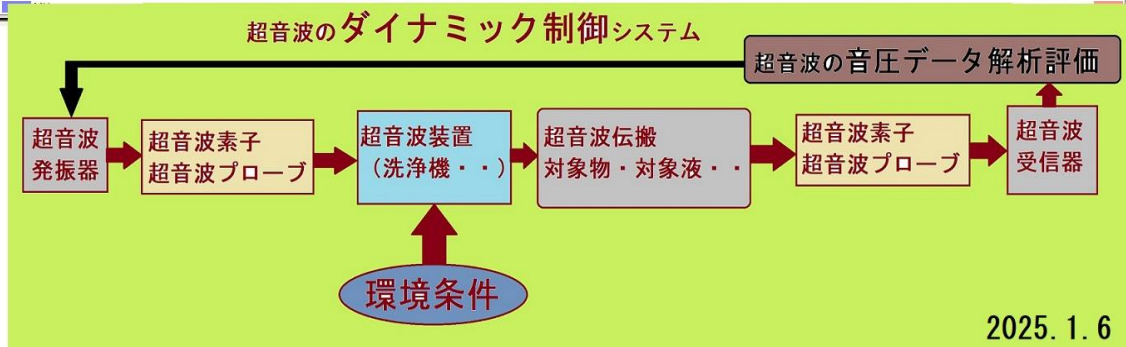 超音波のダイナミック制御システム
超音波の音圧データ解析評価
超音波
発振器
超音波素子
超音波プローブ
超音波装置
（洗浄機・・）
超音波伝搬
対象物・対象液・・
超音波素子
超音波プローブ
超音波
受信器
環境条件
2025.1.6